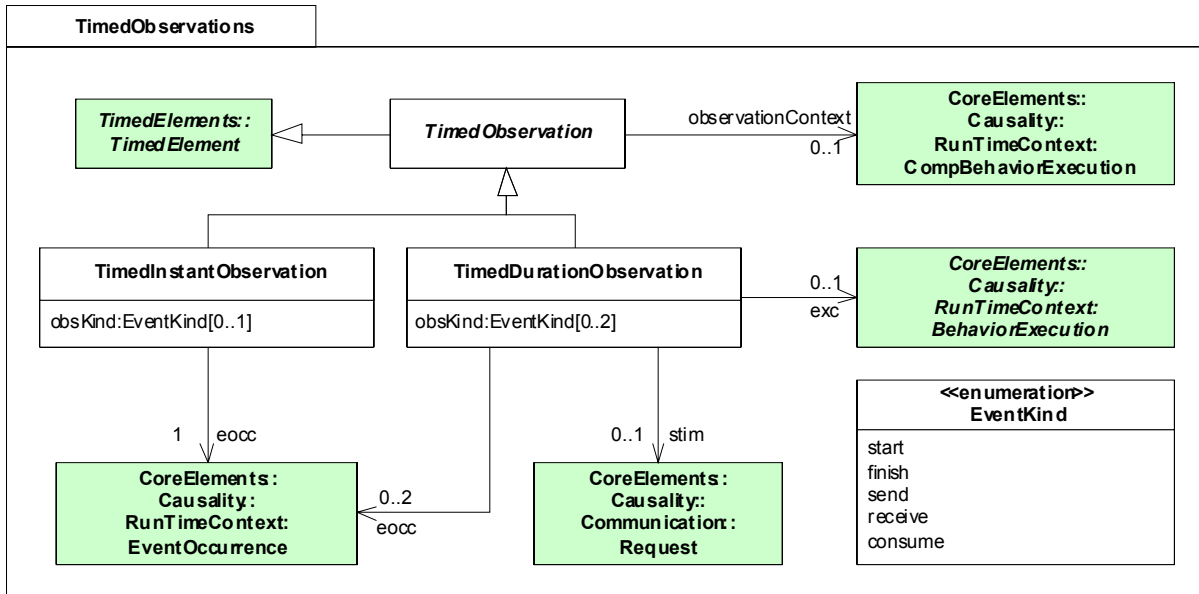 TimedObservations
TimedElements::
TimedElement
TimedObservation
observationContext
0..1
CoreElements::
Causality::
RunTimeContext:
CompBehaviorExecution
TimedInstantObservation
obsKind:EventKind[0..1]
TimedDurationObservation
obsKind:EventKind[0..2]
0..1
exc
CoreElements::
Causality::
RunTimeContext:
BehaviorExecution
<<enumeration>>
EventKind
start
finish
send
receive
consume
1 eocc
0..1 stim
CoreElements::
Causality::
RunTimeContext:
EventOccurrence
0..2
eocc
CoreElements::
Causality::
Communication::
Request